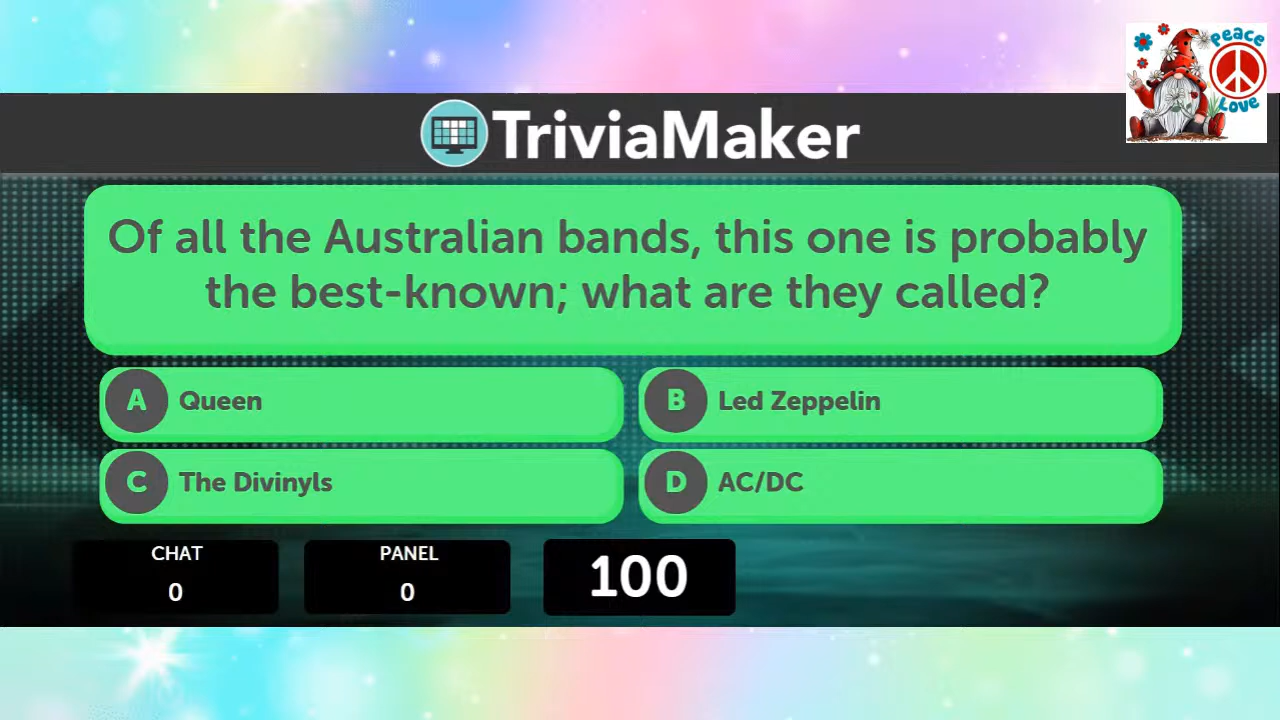 Peace
Love
TriviaMaker
Of all the Australian bands, this one is probably
the best-known; what are they called?
A Queen
B Led Zeppelin
C The Divinyls
D AC/DC
CHAT
0
PANEL
0
100